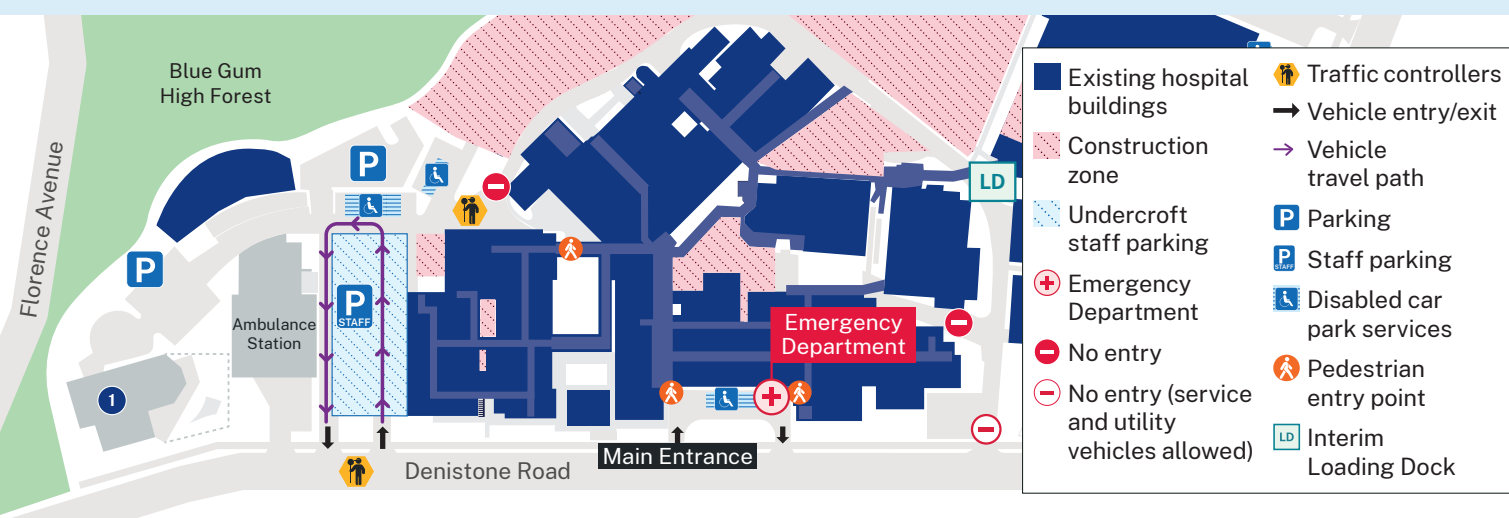 Blue Gum
High Forest
Florence Avenue
P
P
P
STAFF
Ambulance
Station
1
Emergency
Department
LD
Main Entrance
Denistone Road
Existing hospital
buildings
Construction
zone
Undercroft
staff parking
Emergency
Department
No entry
No entry (service
and utility
vehicles allowed)
Traffic controllers
Vehicle entry/exit
Vehicle
travel path
P
Parking
P
STAFF
Staff parking
Disabled car
park services
Pedestrian
entry point
LD
Interim
Loading Dock